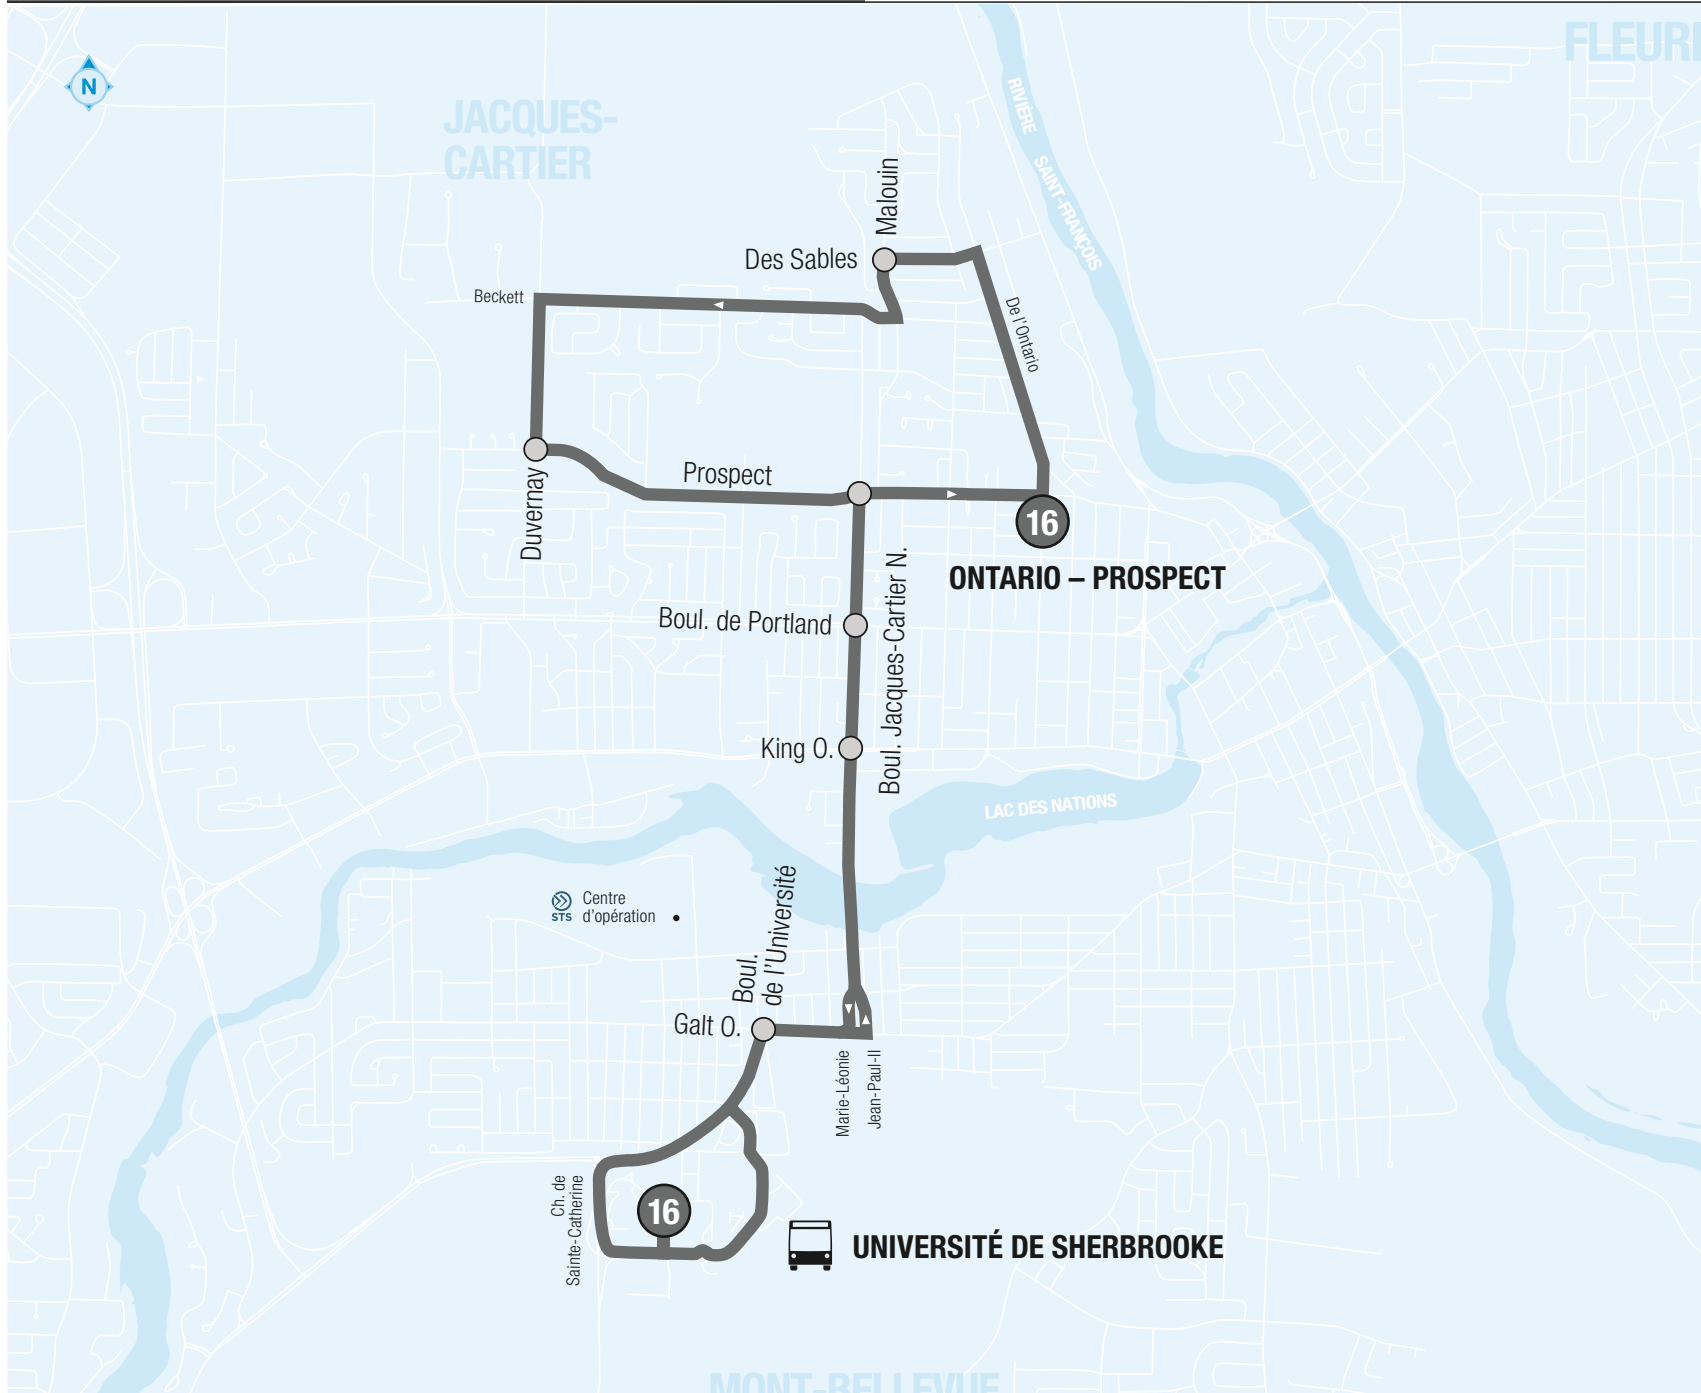 FLEURI
N
JACQUES-
CARTIER
RIVIÈRE SAINT-FRANÇOIS
Malouin
Des Sables
Beckett
De l'Ontario
Prospect
Duvernay
16
ONTARIO – PROSPECT
Boul. de Portland
Boul. Jacques-Cartier N.
King O.
LAC DES NATIONS
STS
Centre
d'opération
Boul.
de l'Université
Galt O.
Marie-Léonie
Jean-Paul-II
Ch. de
Sainte-Catherine
16
UNIVERSITÉ DE SHERBROOKE
MONT-BELLEVUE